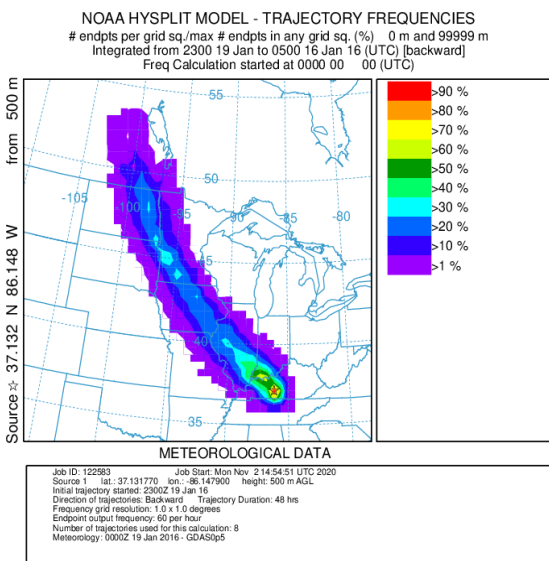 NOAA HYSPLIT MODEL - TRAJECTORY FREQUENCIES
# endpts per grid sq./max # endpts in any grid sq. (%)    0 m and 99999 m
Integrated from 2300 19 Jan to 0500 16 Jan 16 (UTC) [backward]
Freq Calculation started at 0000 00    00 (UTC)
Source ☆ 37.132 N 86.148 W    from 500 m
55
-105
-100
-95
50
-90
-85
-80
45
40
35
>90 %
>80 %
>70 %
>60 %
>50 %
>40 %
>30 %
>20 %
>10 %
>1 %
METEOROLOGICAL DATA
Job ID: 122583    Job Start: Mon Nov 2 14:54:51 UTC 2020
Source 1    lat.: 37.131770    lon.: -86.147900    height: 500 m AGL
Initial trajectory started: 2300Z 19 Jan 16
Direction of trajectories: Backward    Trajectory Duration: 48 hrs
Frequency grid resolution: 1.0 x 1.0 degrees
Endpoint output frequency: 60 per hour
Number of trajectories used for this calculation: 8
Meteorology: 0000Z 19 Jan 2016 - GDAS0p5